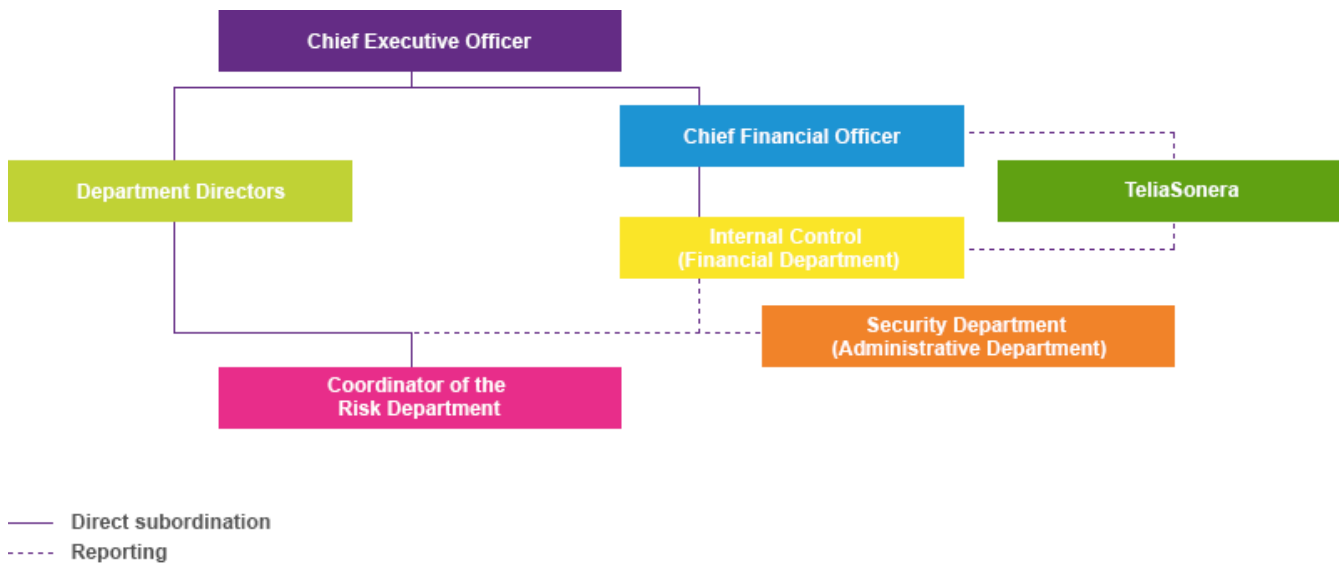 Chief Executive Officer
Chief Financial Officer
Department Directors
TeliaSonera
Internal Control
(Financial Department)
Security Department
(Administrative Department)
Coordinator of the
Risk Department
Direct subordination
Reporting